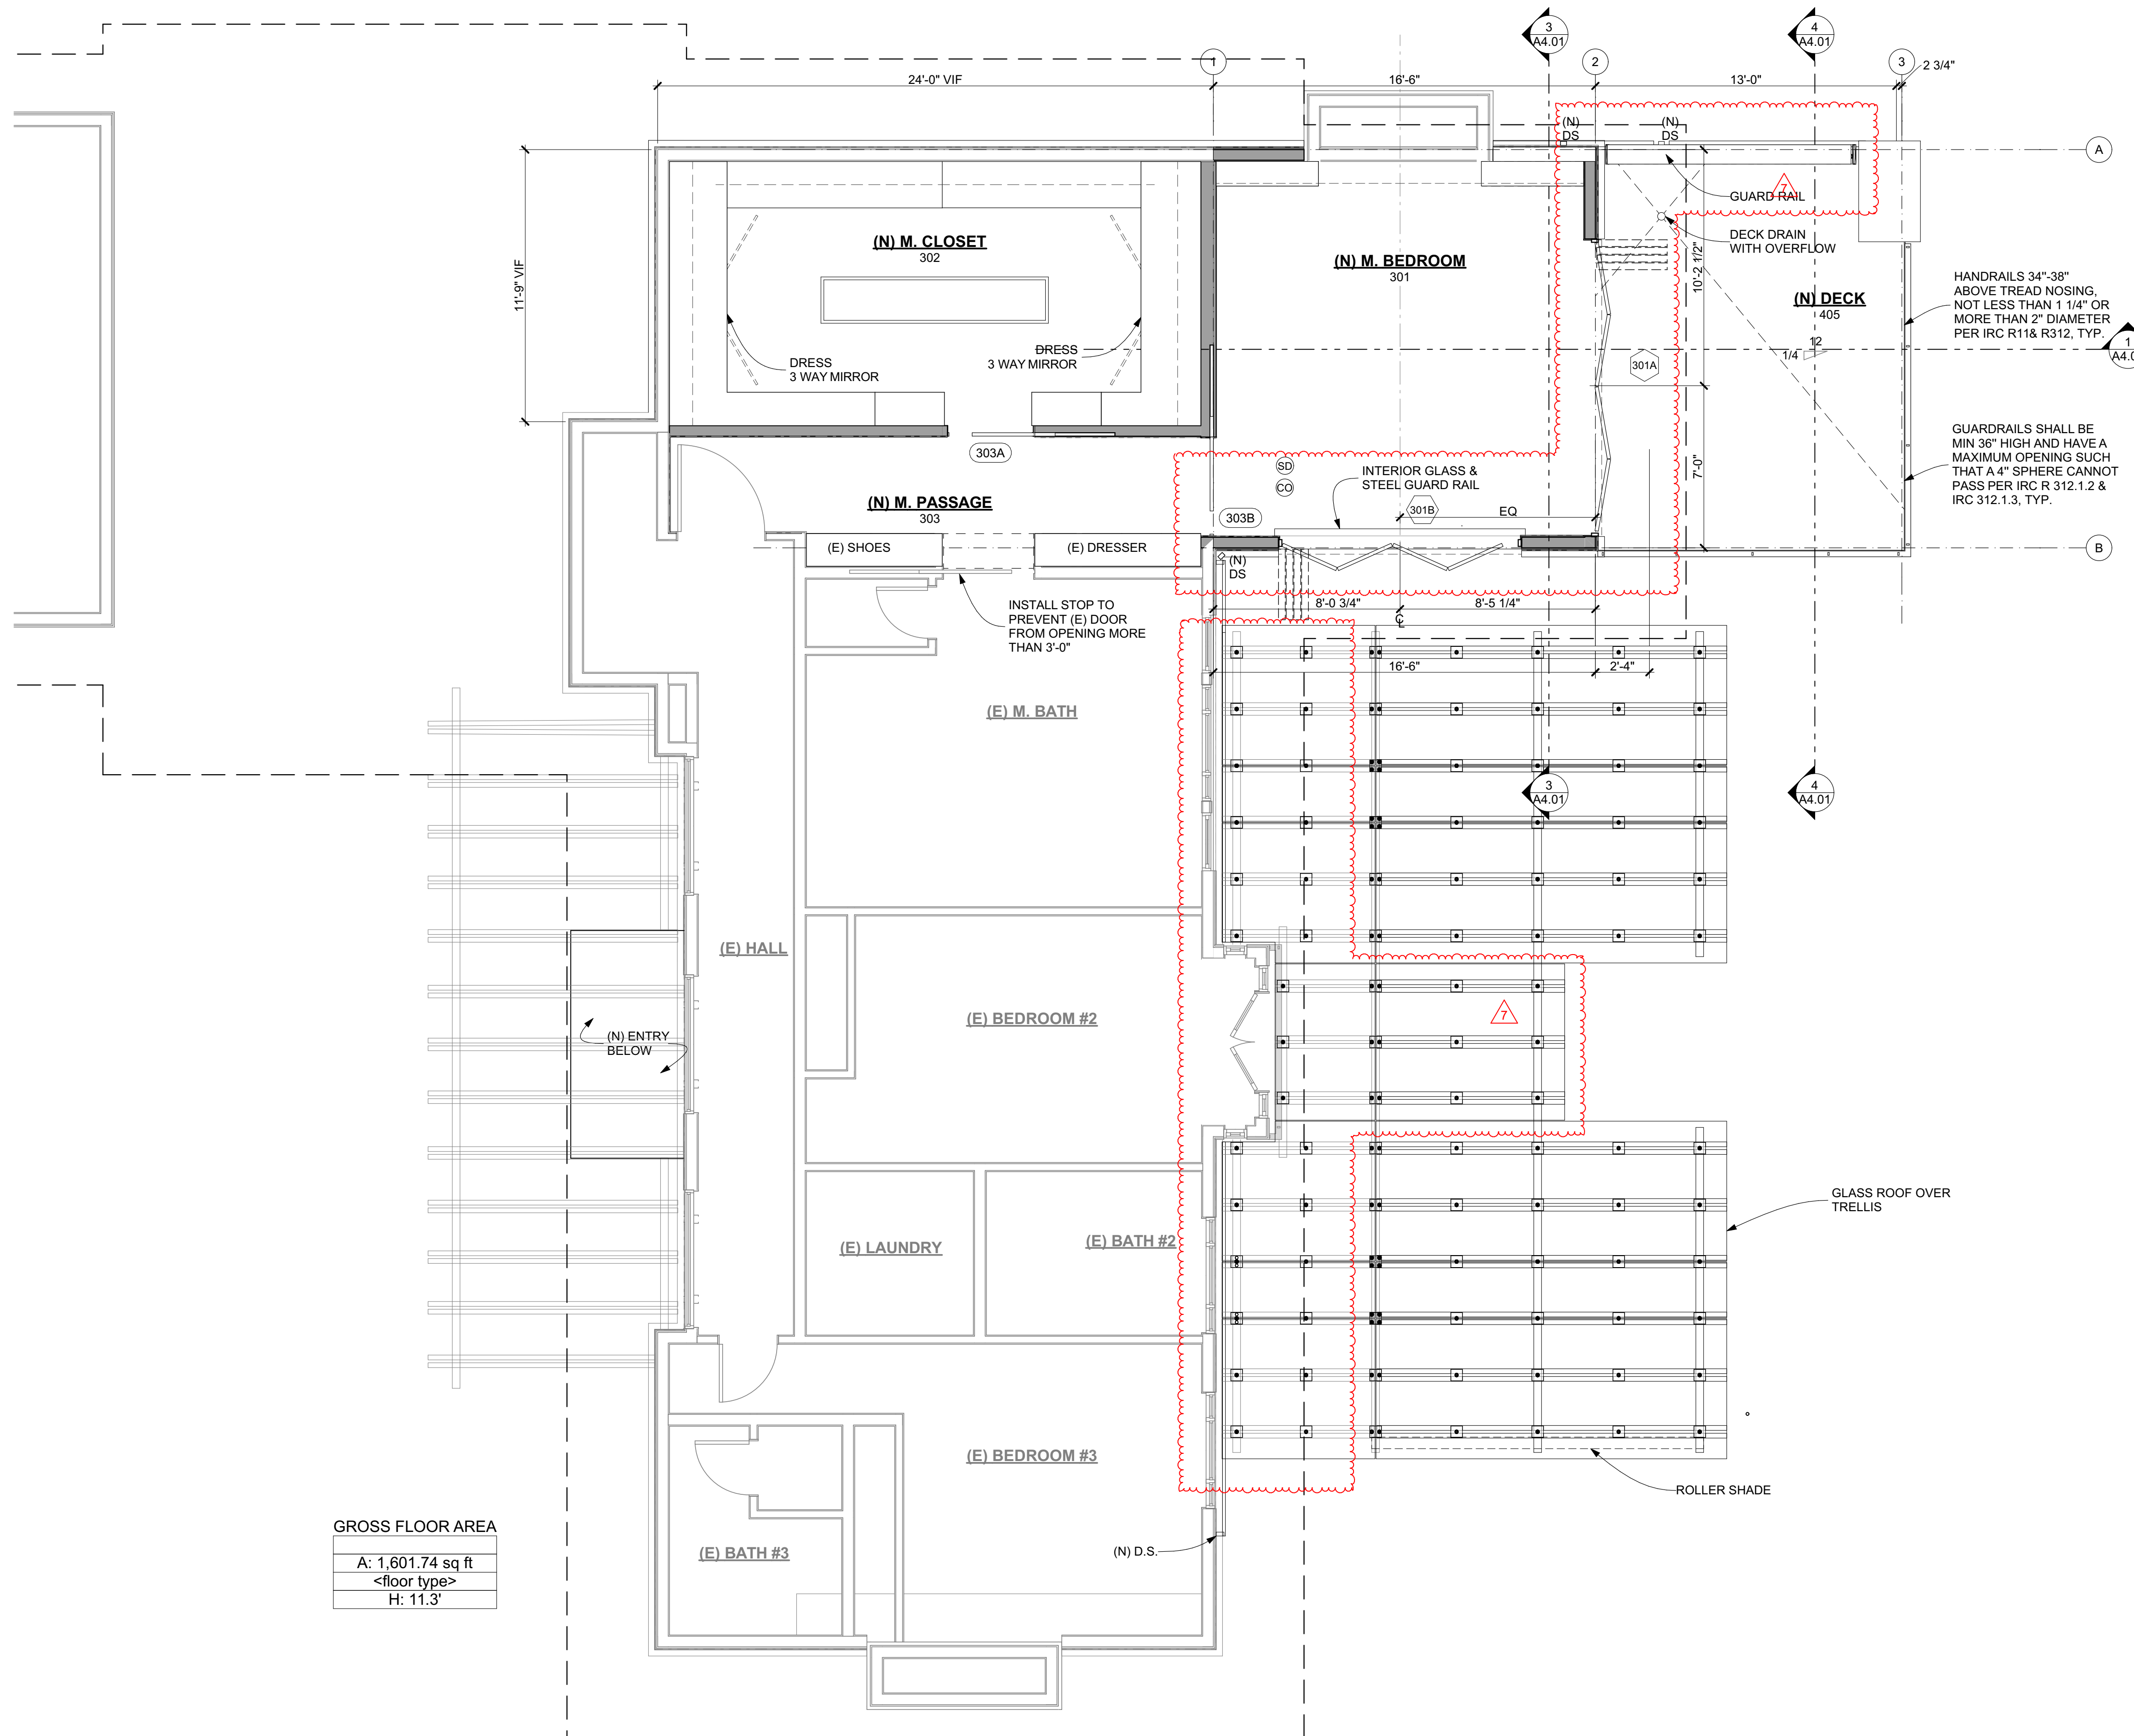 3
A4.01
4
A4.01
1
2
3
2 3/4"
24'-0" VIF
16'-6"
13'-0"
(N)
DS
(N)
DS
A
GUARD RAIL
7
DECK DRAIN
WITH OVERFLOW
(N) M. CLOSET
302
(N) M. BEDROOM
301
11'-9" VIF
10'-2 1/2"
(N) DECK
405
HANDRAILS 34"-38"
ABOVE TREAD NOSING,
NOT LESS THAN 1 1/4" OR
MORE THAN 2" DIAMETER
PER IRC R11& R312, TYP.
1
A4.0
DRESS
3 WAY MIRROR
DRESS
3 WAY MIRROR
12
1/4
301A
GUARDRAILS SHALL BE
MIN 36" HIGH AND HAVE A
MAXIMUM OPENING SUCH
THAT A 4" SPHERE CANNOT
PASS PER IRC R 312.1.2 &
IRC 312.1.3, TYP.
303A
SD
CO
INTERIOR GLASS &
STEEL GUARD RAIL
7'-0"
(N) M. PASSAGE
303
303B
301B
EQ
(E) SHOES
(E) DRESSER
B
(N)
DS
INSTALL STOP TO
PREVENT (E) DOOR
FROM OPENING MORE
THAN 3'-0"
8'-0 3/4"
8'-5 1/4"
CL
16'-6"
2'-4"
(E) M. BATH
3
A4.01
4
A4.01
(E) HALL
(E) BEDROOM #2
7
(N) ENTRY
BELOW
GLASS ROOF OVER
TRELLIS
(E) LAUNDRY
(E) BATH #2
(E) BEDROOM #3
ROLLER SHADE
GROSS FLOOR AREA
A: 1,601.74 sq ft
<floor type>
H: 11.3'
(E) BATH #3
(N) D.S.